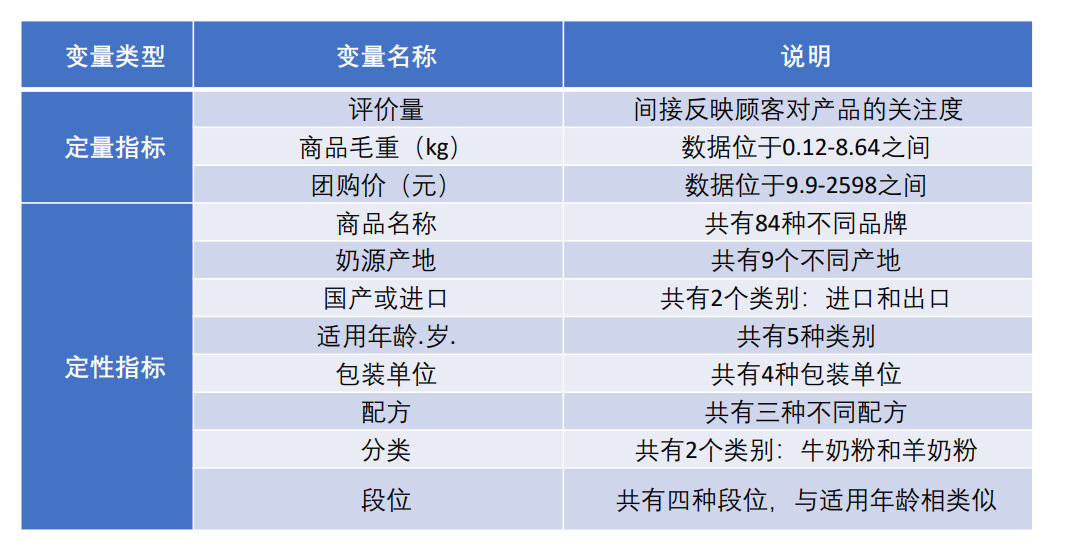 变量类型 变量名称 说明
定量指标 评价量 间接反映顾客对产品的关注度
商品毛重（kg） 数据位于0.12-8.64之间
团购价（元） 数据位于9.9-2598之间
定性指标 商品名称 共有84种不同品牌
奶源产地 共有9个不同产地
国产或进口 共有2个类别：进口和出口
适用年龄.岁. 共有5种类别
包装单位 共有4种包装单位
配方 共有三种不同配方
分类 共有2个类别：牛奶粉和羊奶粉
段位 共有四种段位，与适用年龄相类似